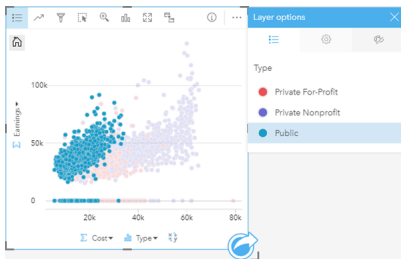 Layer options
Type
Private For-Profit
Private Nonprofit
Public
Earnings
100k
50k
0
20k
40k
60k
80k
Σ Cost
Type